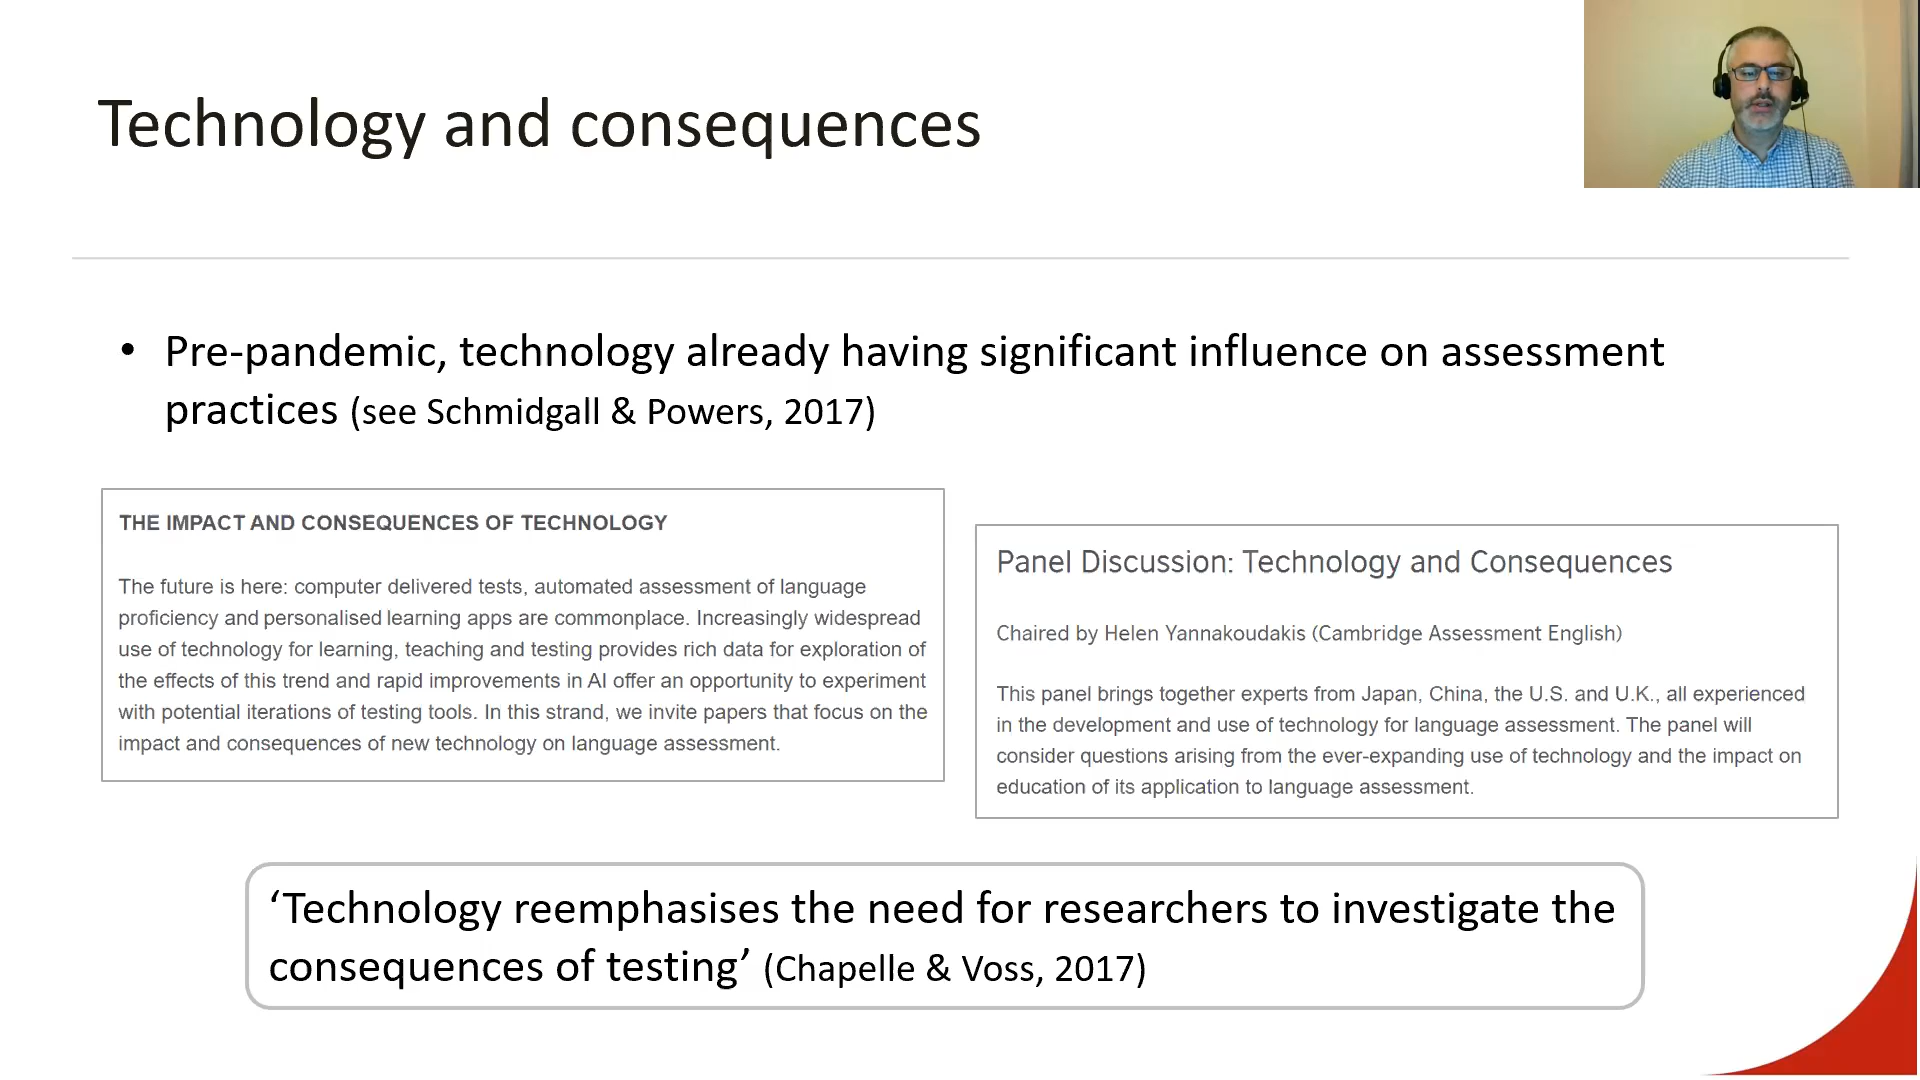 Technology and consequences
• Pre-pandemic, technology already having significant influence on assessment
practices (see Schmidgall & Powers, 2017)
THE IMPACT AND CONSEQUENCES OF TECHNOLOGY
The future is here: computer delivered tests, automated assessment of language
proficiency and personalised learning apps are commonplace. Increasingly widespread
use of technology for learning, teaching and testing provides rich data for exploration of
the effects of this trend and rapid improvements in AI offer an opportunity to experiment
with potential iterations of testing tools. In this strand, we invite papers that focus on the
impact and consequences of new technology on language assessment.
Panel Discussion: Technology and Consequences
Chaired by Helen Yannakoudakis (Cambridge Assessment English)
This panel brings together experts from Japan, China, the U.S. and U.K., all experienced
in the development and use of technology for language assessment. The panel will
consider questions arising from the ever-expanding use of technology and the impact on
education of its application to language assessment.
‘Technology reemphasises the need for researchers to investigate the
consequences of testing’ (Chapelle & Voss, 2017)